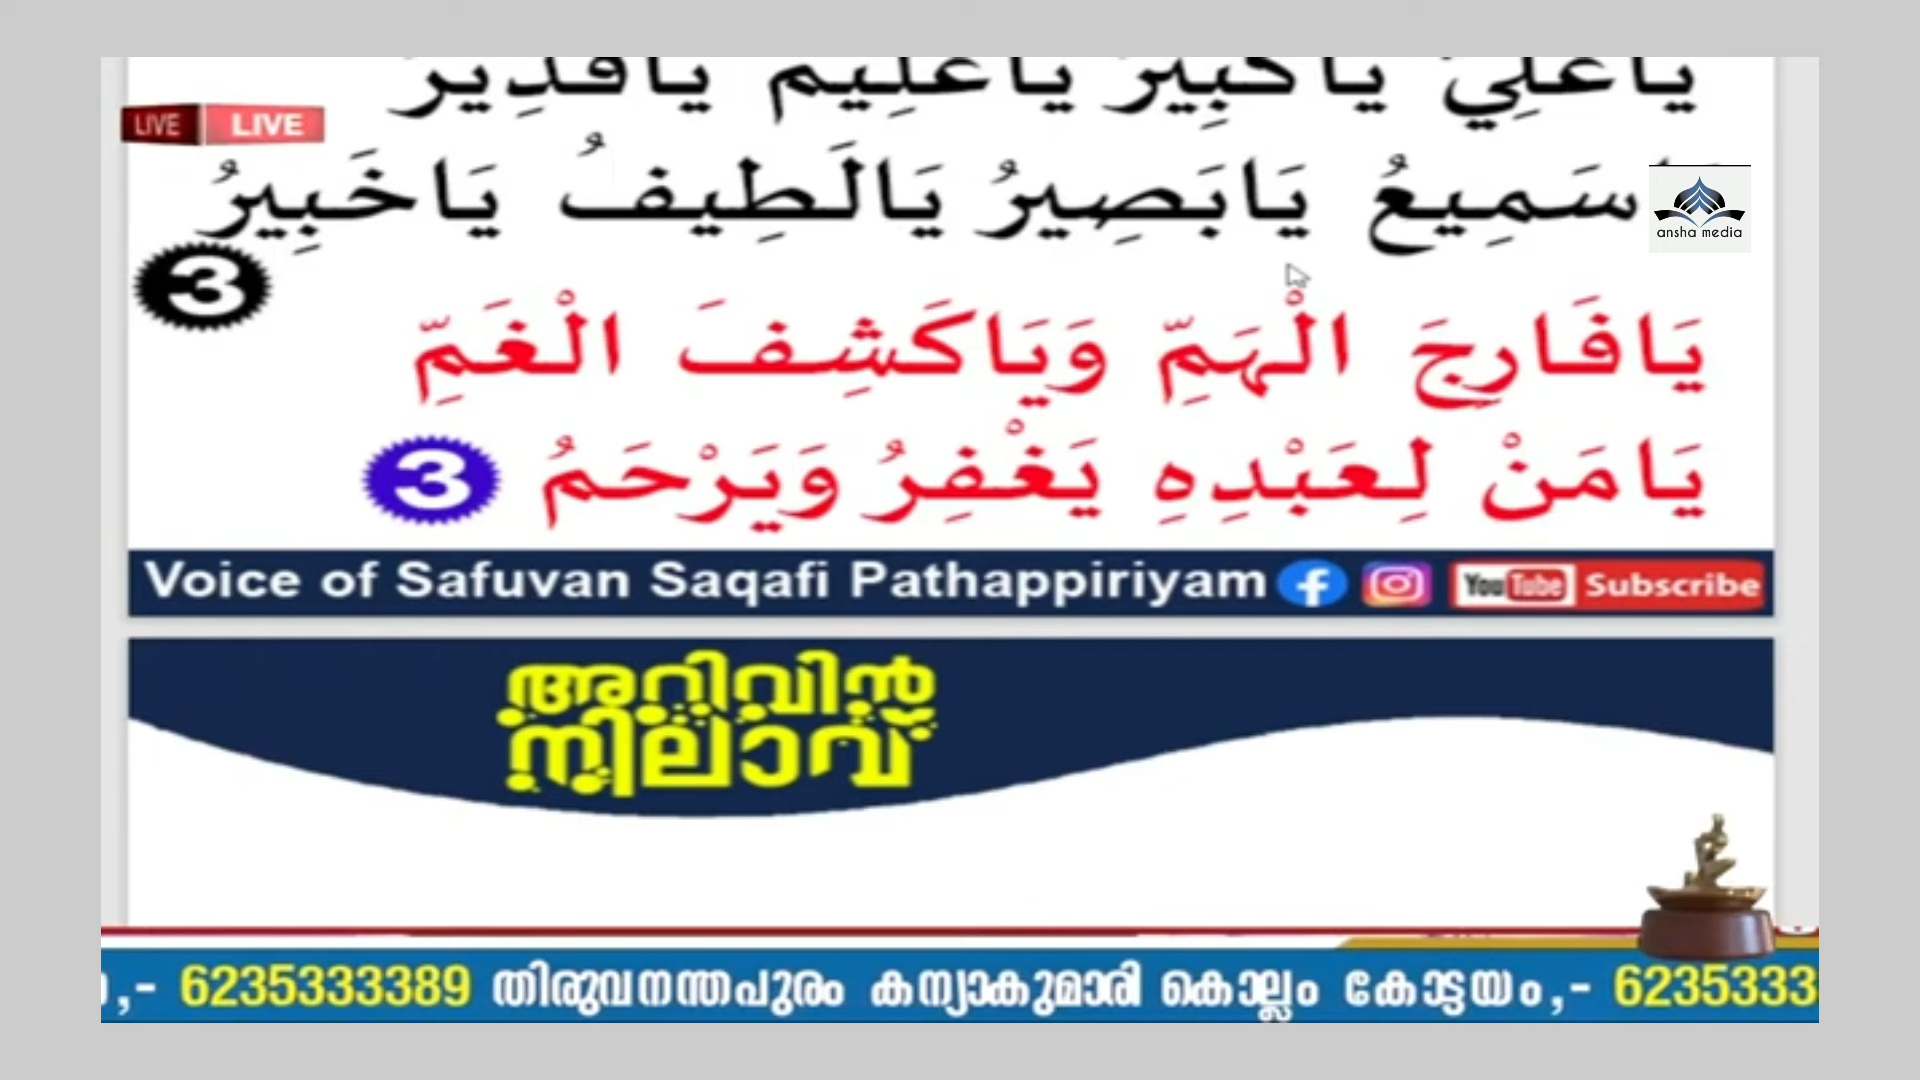 يَاعَلِيُّ يَاكَبِيرُ يَاعَلِيمُ يَاقَدِيرُ
LIVE LIVE
سَمِيعُ يَابَصِيرُ يَالَطِيفُ يَاخَبِيرُ
ansha media
3
يَافَارِجَ الْهَمِّ وَيَاكَشِفَ الْغَمِّ
يَامَنْ لِعَبْدِهِ يَغْفِرُ وَيَرْحَمُ 3
Voice of Safuvan Saqafi Pathappiriyam YouTube Subscribe
അറിവിൻ
നിലാവ്
,- 6235333389 തിരുവനന്തപുരം കന്യാകുമാരി കൊല്ലം കോട്ടയം,- 6235333